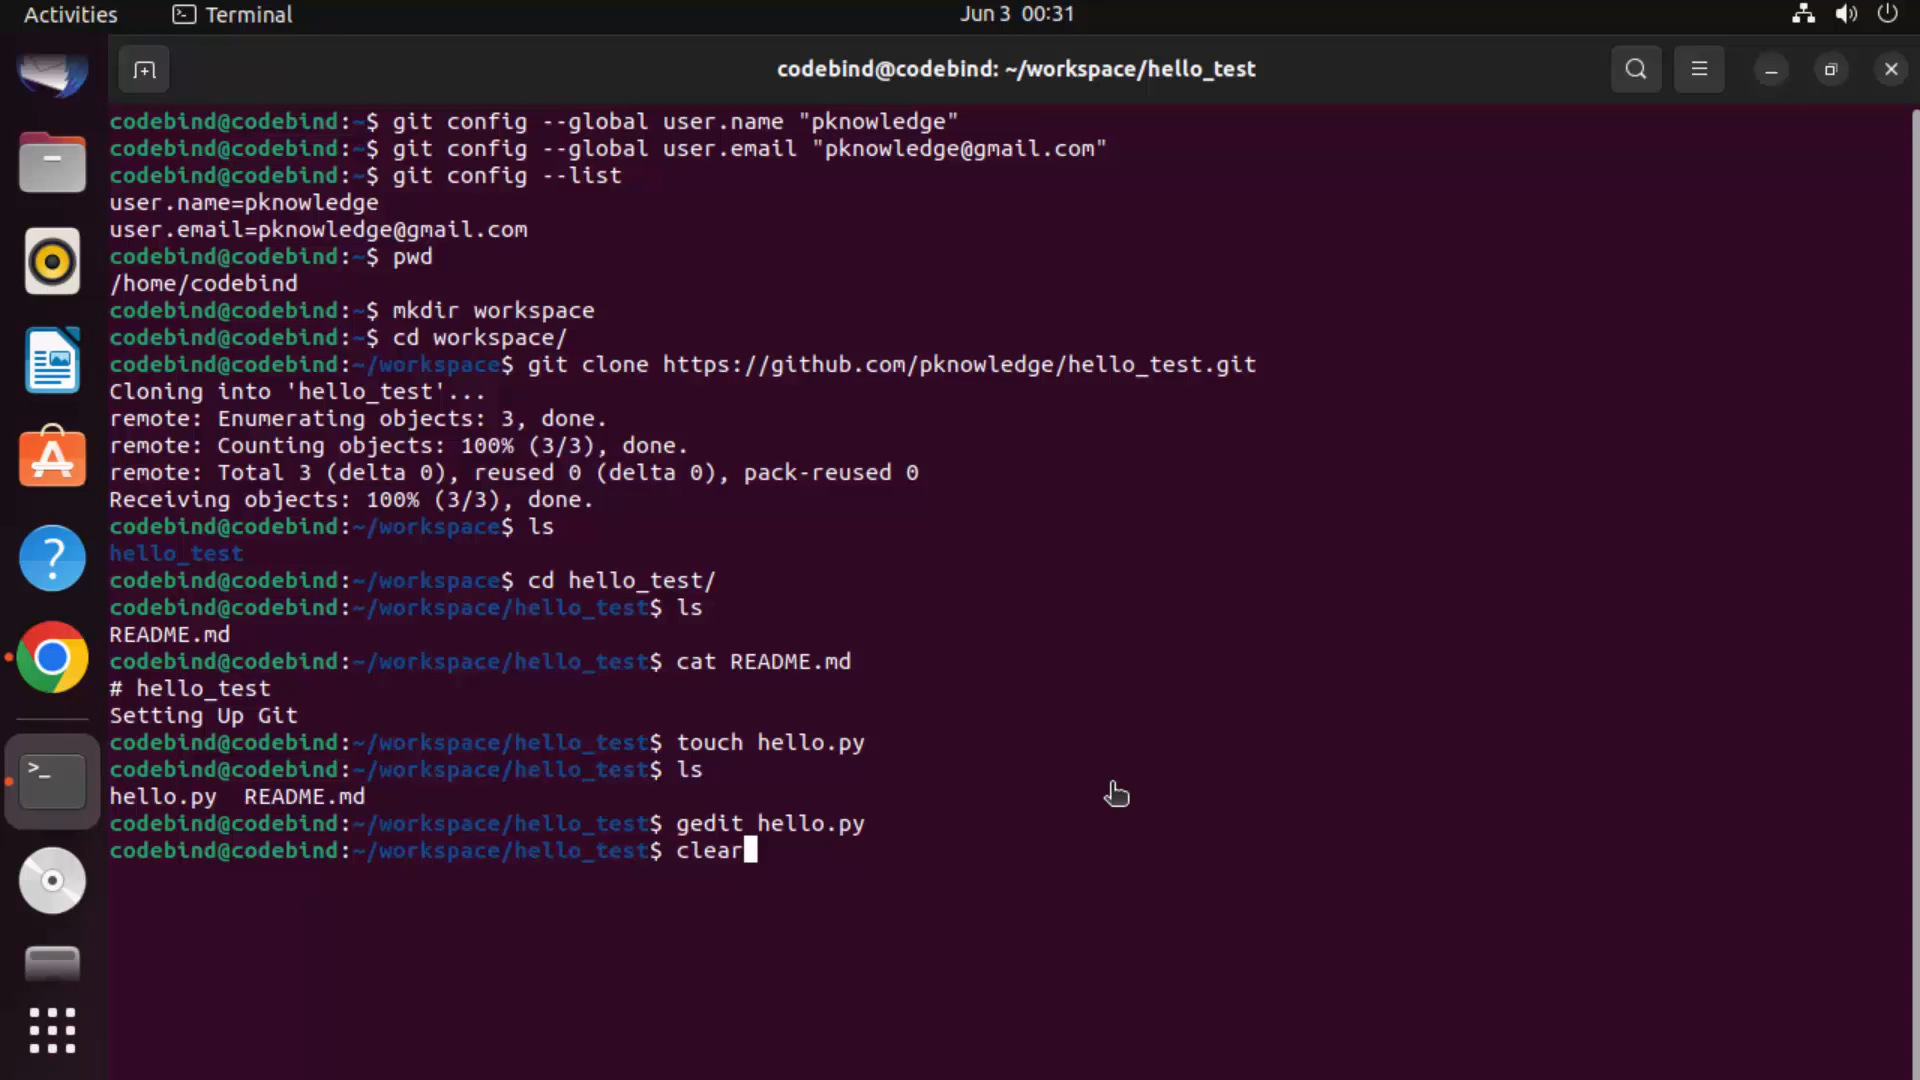 Activities
Terminal
Jun 3 00:31
codebind@codebind: ~/workspace/hello_test
codebind@codebind:~$ git config --global user.name "pknowledge"
codebind@codebind:~$ git config --global user.email "pknowledge@gmail.com"
codebind@codebind:~$ git config --list
user.name=pknowledge
user.email=pknowledge@gmail.com
codebind@codebind:~$ pwd
/home/codebind
codebind@codebind:~$ mkdir workspace
codebind@codebind:~$ cd workspace/
codebind@codebind:~/workspace$ git clone https://github.com/pknowledge/hello_test.git
Cloning into 'hello_test'...
remote: Enumerating objects: 3, done.
remote: Counting objects: 100% (3/3), done.
remote: Total 3 (delta 0), reused 0 (delta 0), pack-reused 0
Receiving objects: 100% (3/3), done.
codebind@codebind:~/workspace$ ls
hello_test
codebind@codebind:~/workspace$ cd hello_test/
codebind@codebind:~/workspace/hello_test$ ls
README.md
codebind@codebind:~/workspace/hello_test$ cat README.md
# hello_test
Setting Up Git
codebind@codebind:~/workspace/hello_test$ touch hello.py
codebind@codebind:~/workspace/hello_test$ ls
hello.py  README.md
codebind@codebind:~/workspace/hello_test$ gedit hello.py
codebind@codebind:~/workspace/hello_test$ clear